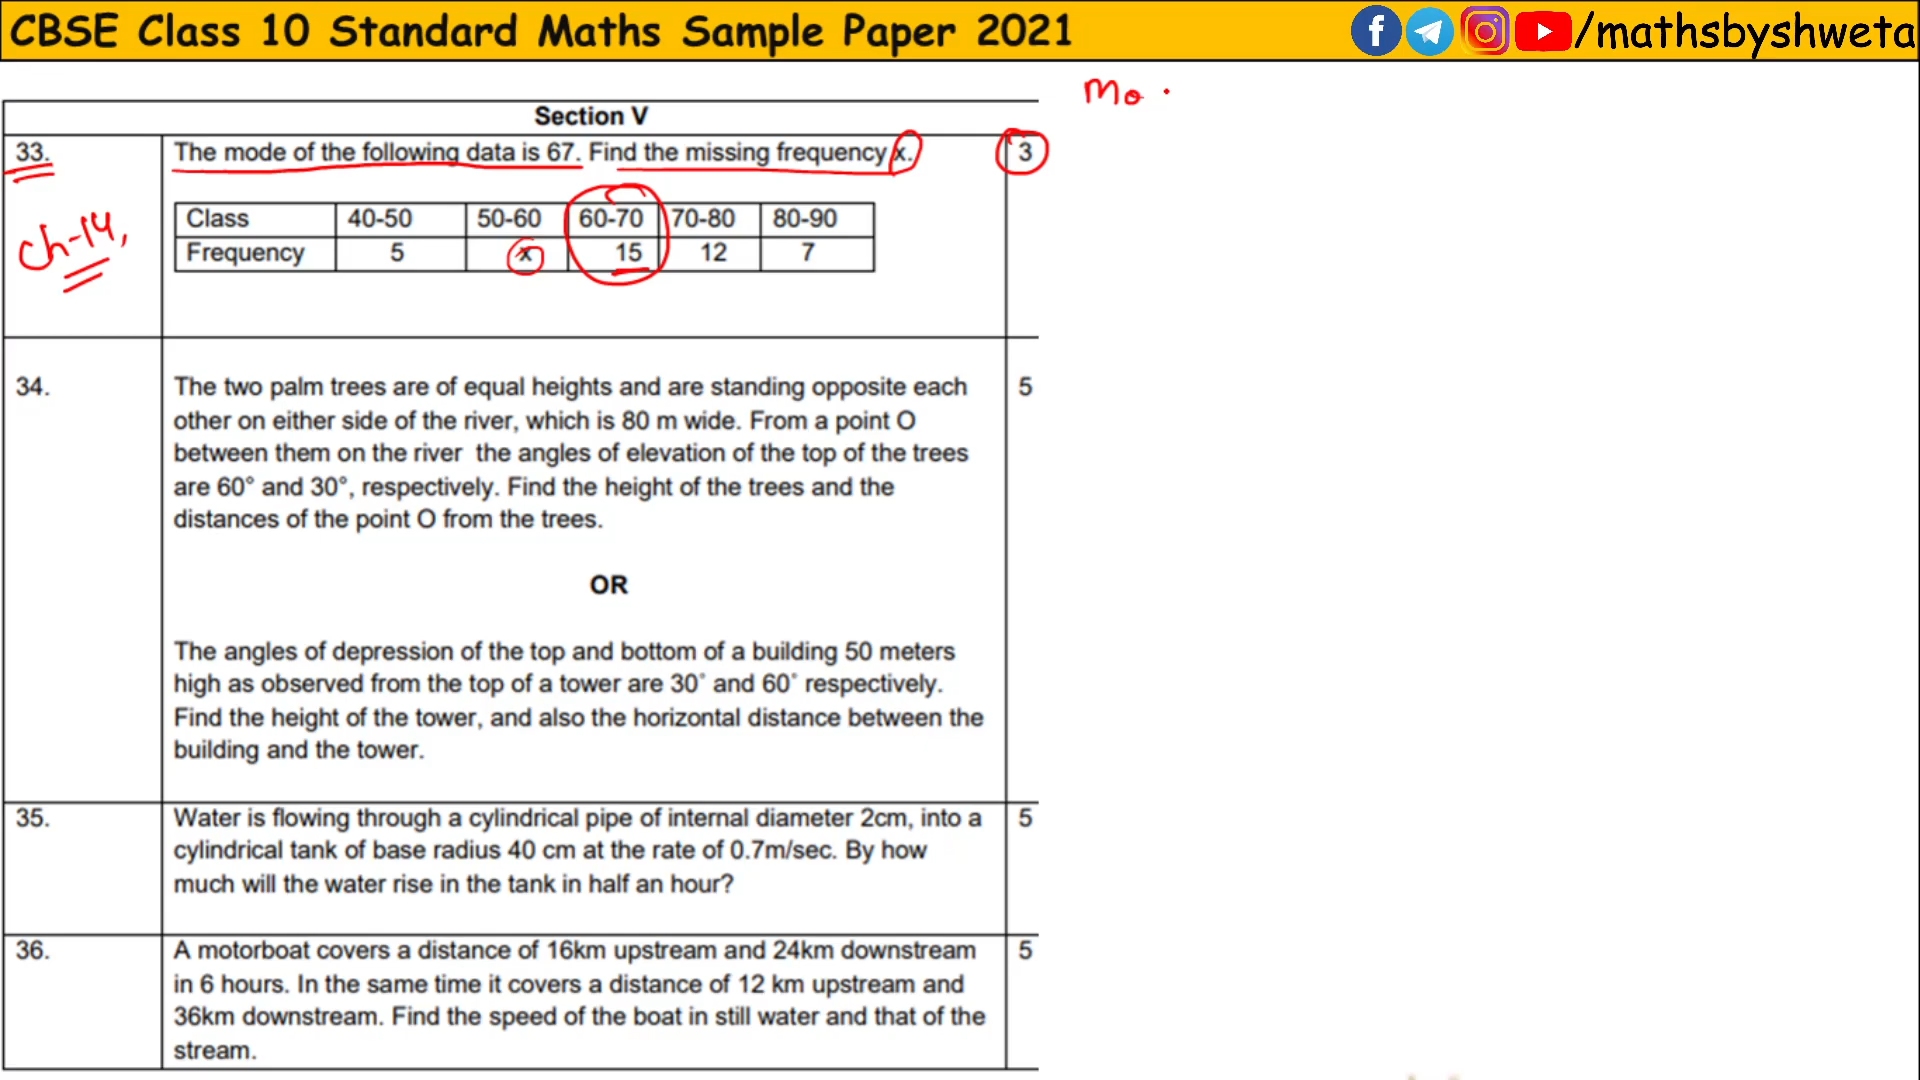 CBSE Class 10 Standard Maths Sample Paper 2021
/mathsbyshweta
Mo
Section V
33.
The mode of the following data is 67. Find the missing frequency x.
3
Ch-14,
Class 40-50 50-60 60-70 70-80 80-90
Frequency 5 x 15 12 7
34.
The two palm trees are of equal heights and are standing opposite each
5
other on either side of the river, which is 80 m wide. From a point O
between them on the river the angles of elevation of the top of the trees
are 60° and 30°, respectively. Find the height of the trees and the
distances of the point O from the trees.
OR
The angles of depression of the top and bottom of a building 50 meters
high as observed from the top of a tower are 30˚ and 60˚ respectively.
Find the height of the tower, and also the horizontal distance between the
building and the tower.
35.
Water is flowing through a cylindrical pipe of internal diameter 2cm, into a
5
cylindrical tank of base radius 40 cm at the rate of 0.7m/sec. By how
much will the water rise in the tank in half an hour?
36.
A motorboat covers a distance of 16km upstream and 24km downstream
5
in 6 hours. In the same time it covers a distance of 12 km upstream and
36km downstream. Find the speed of the boat in still water and that of the
stream.